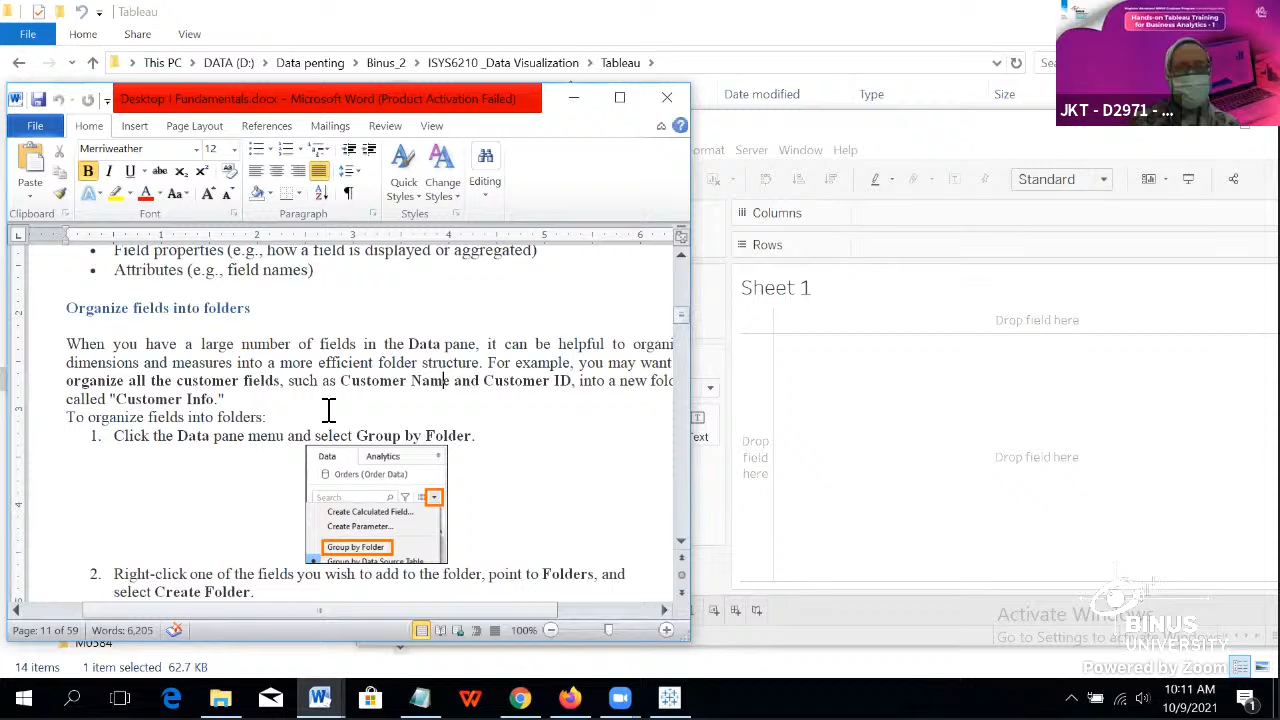 Tableau
File Home Share View
This PC DATA (D:) Data penting Binus_2 ISYS6210 _Data Visualization Tableau
Date modified Type Size
Hands-on Tableau Training
for Business Analytics - 1
JKT - D2971 - ...
Desktop I Fundamentals.docx - Microsoft Word (Product Activation Failed)
File Home Insert Page Layout References Mailings Review View
Merriweather 12
Paste
Quick Styles
Change Styles
Editing
Clipboard Font Paragraph Styles
Field properties (e.g., how a field is displayed or aggregated)
Attributes (e.g., field names)
Organize fields into folders
When you have a large number of fields in the Data pane, it can be helpful to organi
dimensions and measures into a more efficient folder structure. For example, you may want
organize all the customer fields, such as Customer Name and Customer ID, into a new fol
called "Customer Info."
To organize fields into folders:
1. Click the Data pane menu and select Group by Folder.
Data Analytics
Orders (Order Data)
Search
Create Calculated Field...
Create Parameter...
Group by Folder
Group by Data Source Table
2. Right-click one of the fields you wish to add to the folder, point to Folders, and
select Create Folder.
Page: 11 of 59 Words: 6,205 100%
ormat Server Window Help
Standard
Columns
Rows
Sheet 1
Drop field here
Drop
field
here
Drop field here
Text
Activate Windows
Go to Settings to activate Windows.
BINUS
UNIVERSITY
Powered by Zoom
M0584
14 items 1 item selected 62.7 KB
10:11 AM
10/9/2021
1